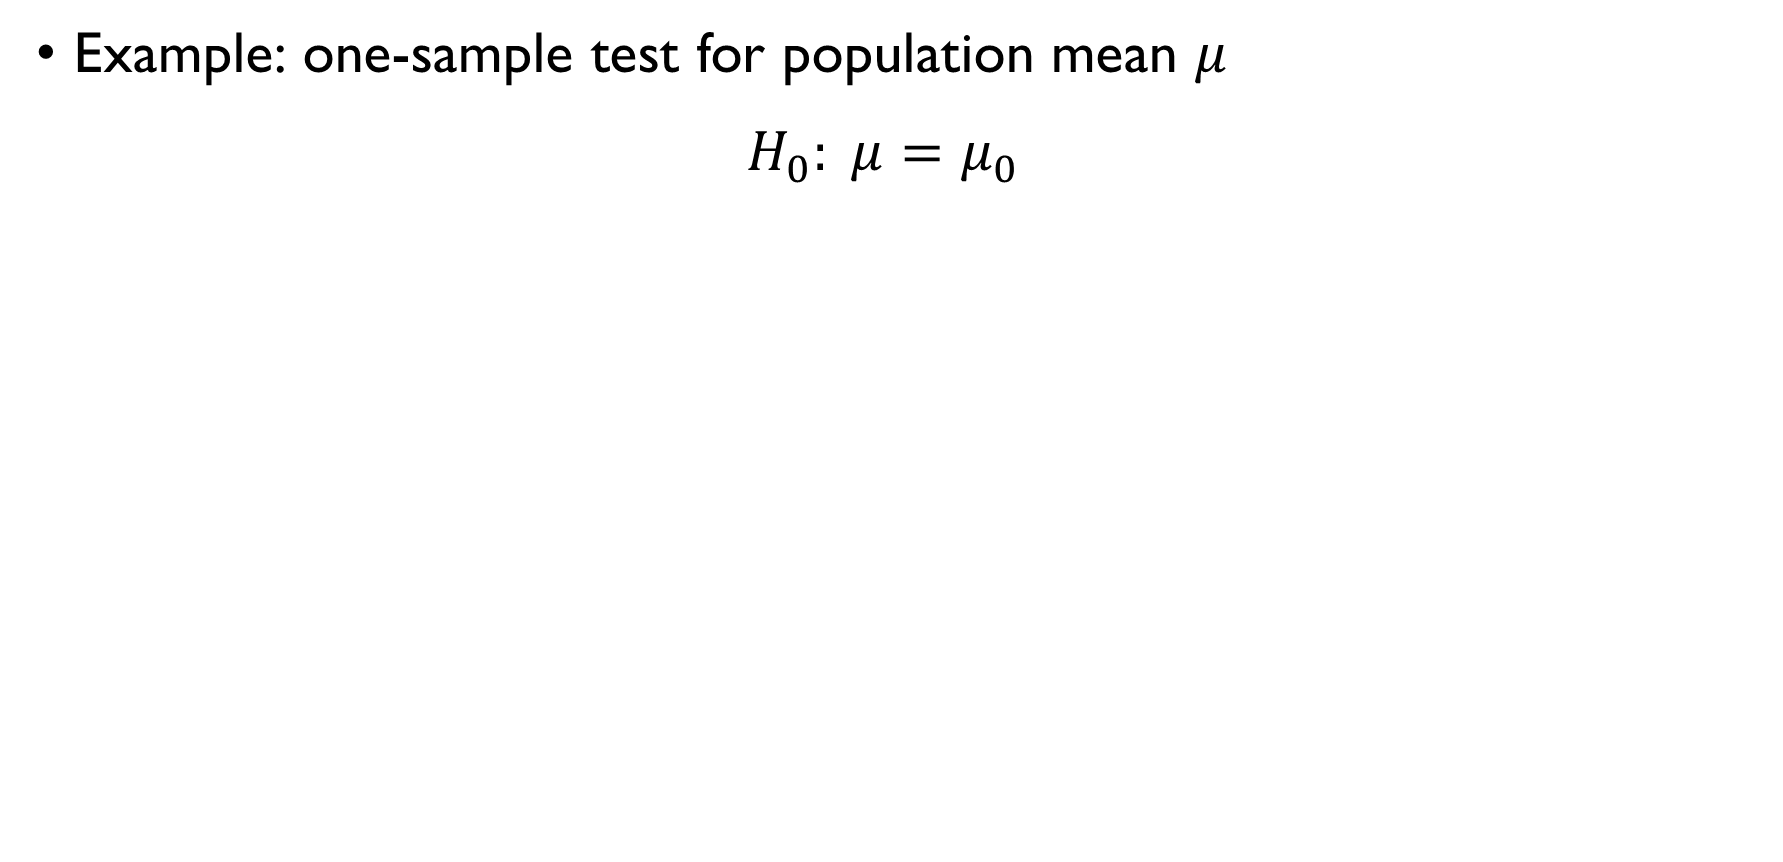 • Example: one-sample test for population mean 𝜇
𝐻₀: 𝜇 = 𝜇₀